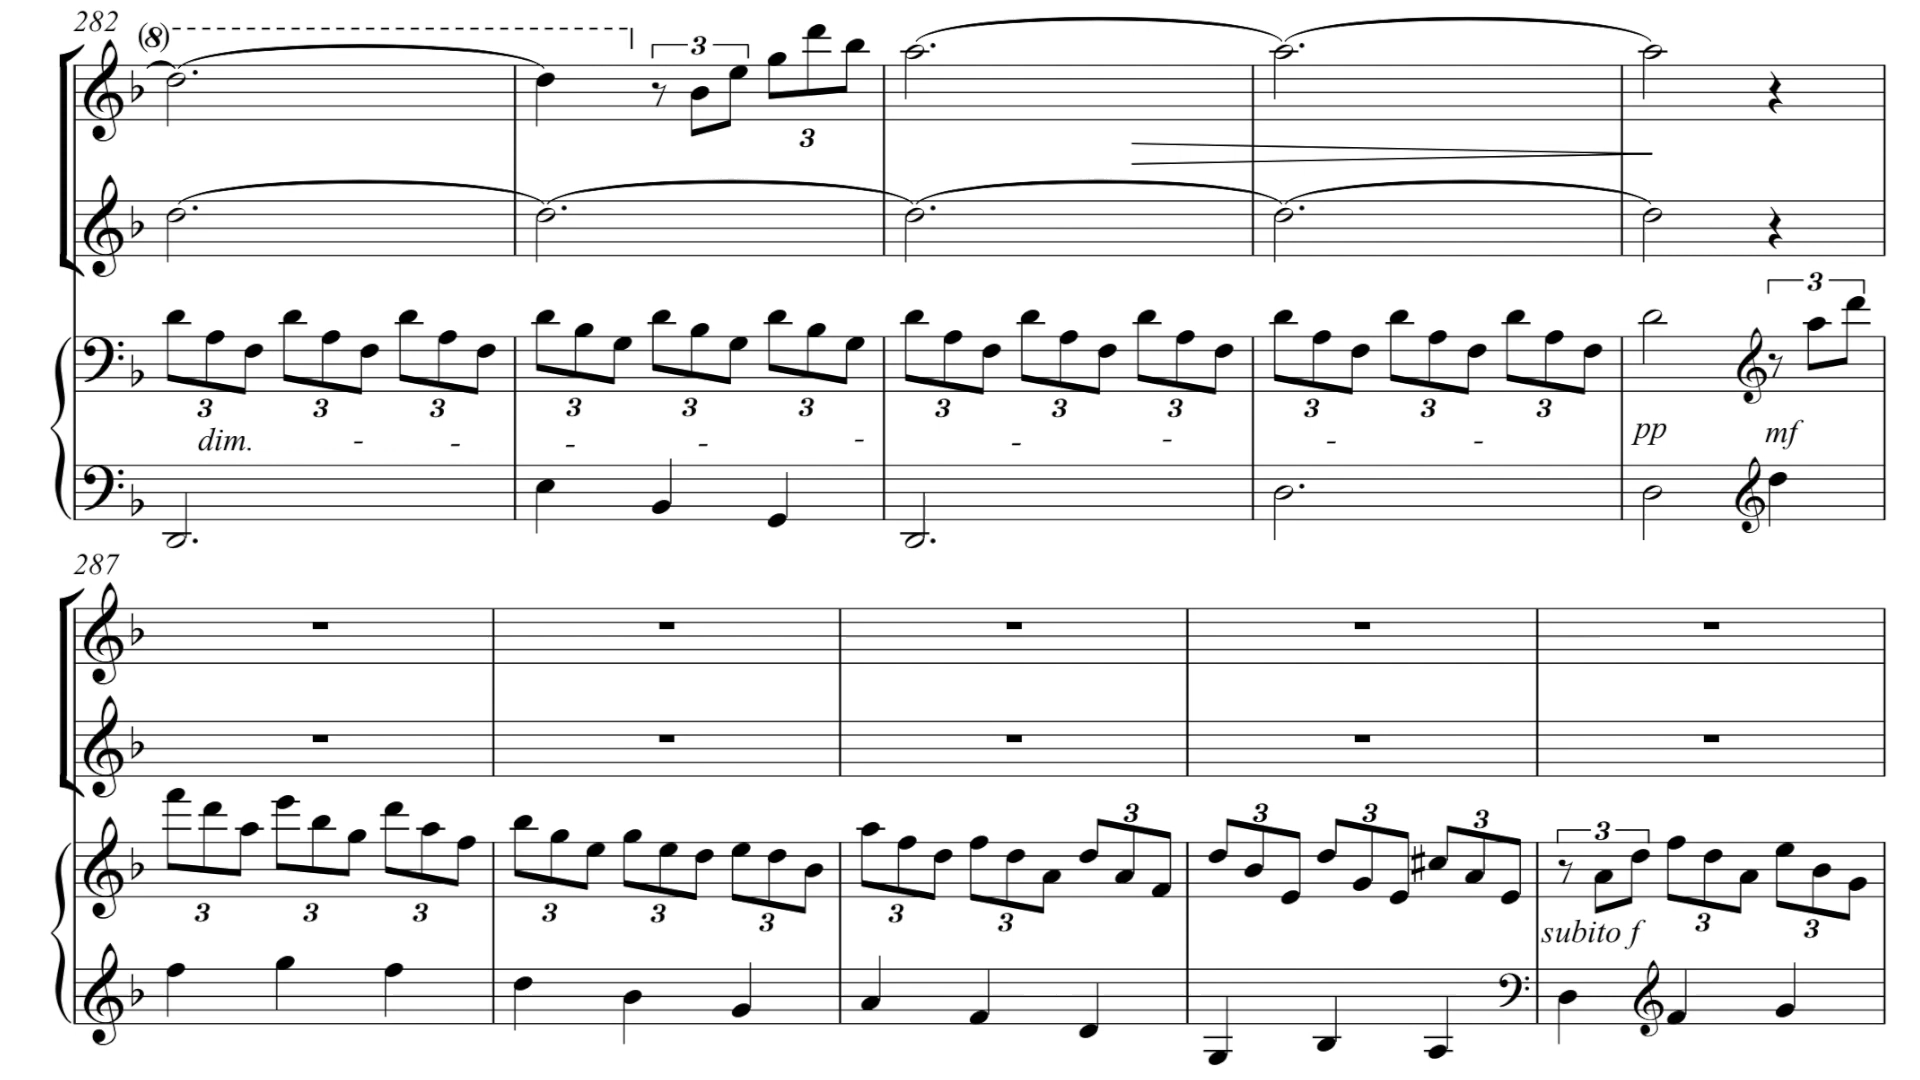 282
(8)
3
3
3
3 3 3 3 3 3 3 3 3 3 3 3 3
dim. - - - - - - - - - pp mf
287
3 3 3
3 3 3 3 3 3 3 3 3 3 3 3
subito f